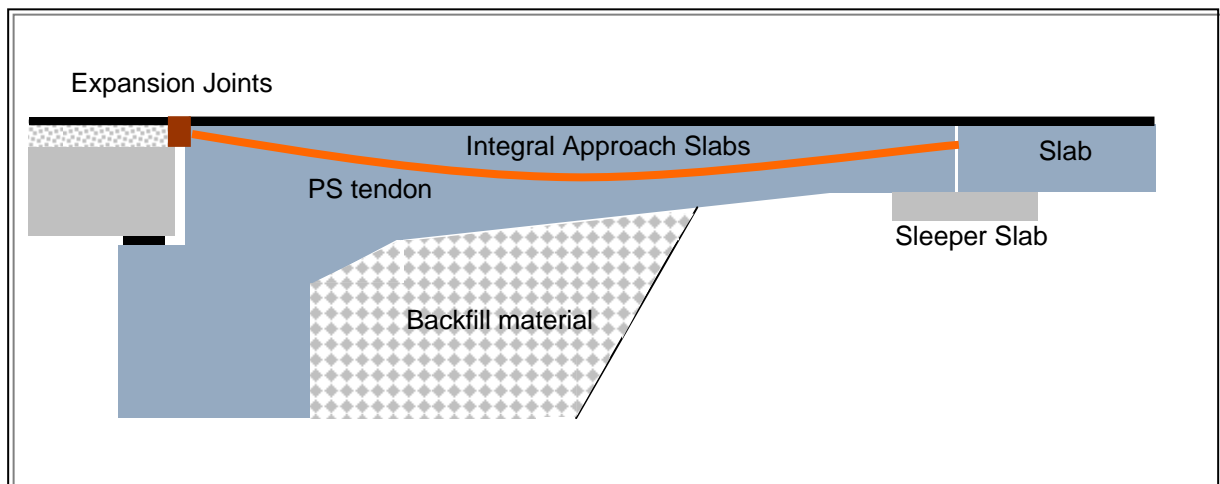 Expansion Joints
Integral Approach Slabs
Slab
PS tendon
Sleeper Slab
Backfill material